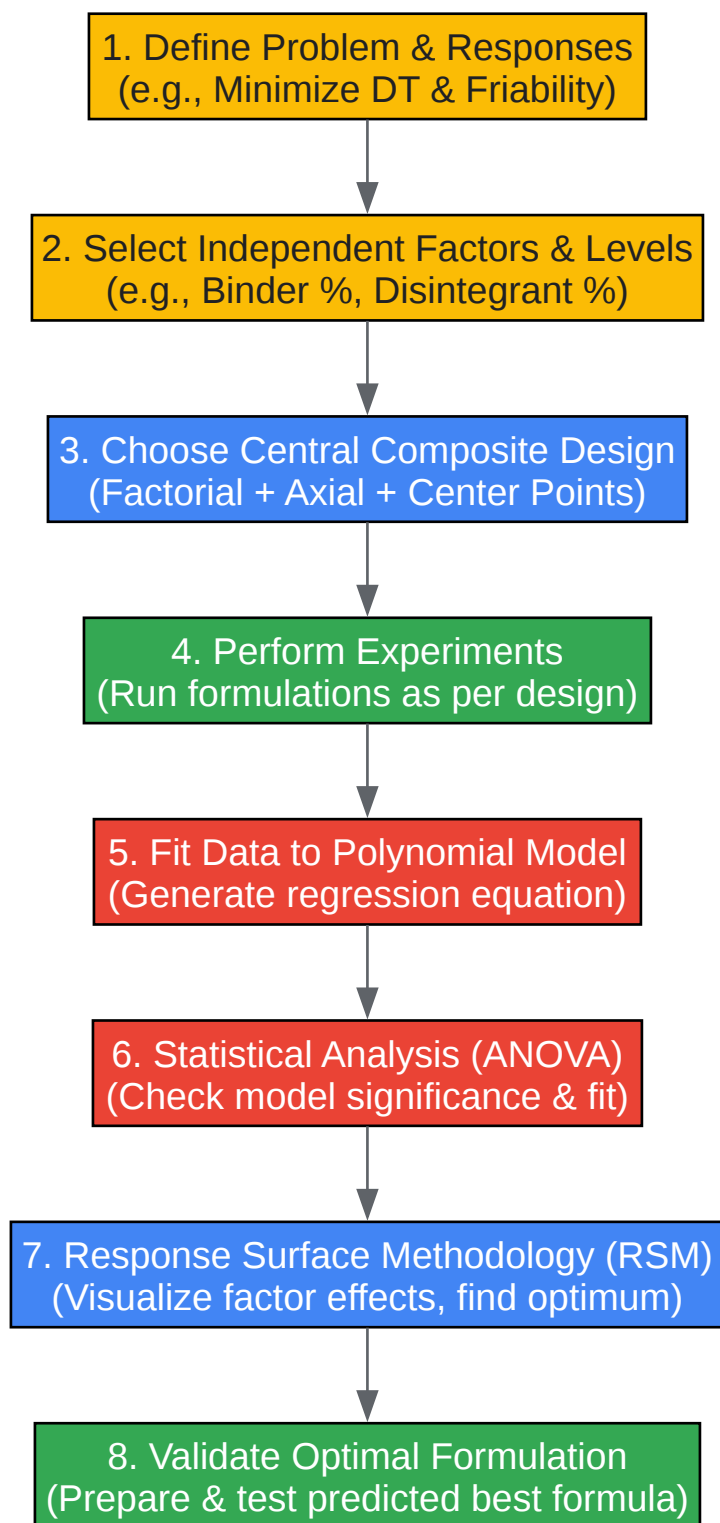 1. Define Problem & Responses
(e.g., Minimize DT & Friability)
2. Select Independent Factors & Levels
(e.g., Binder %, Disintegrant %)
3. Choose Central Composite Design
(Factorial + Axial + Center Points)
4. Perform Experiments
(Run formulations as per design)
5. Fit Data to Polynomial Model
(Generate regression equation)
6. Statistical Analysis (ANOVA)
(Check model significance & fit)
7. Response Surface Methodology (RSM)
(Visualize factor effects, find optimum)
8. Validate Optimal Formulation
(Prepare & test predicted best formula)